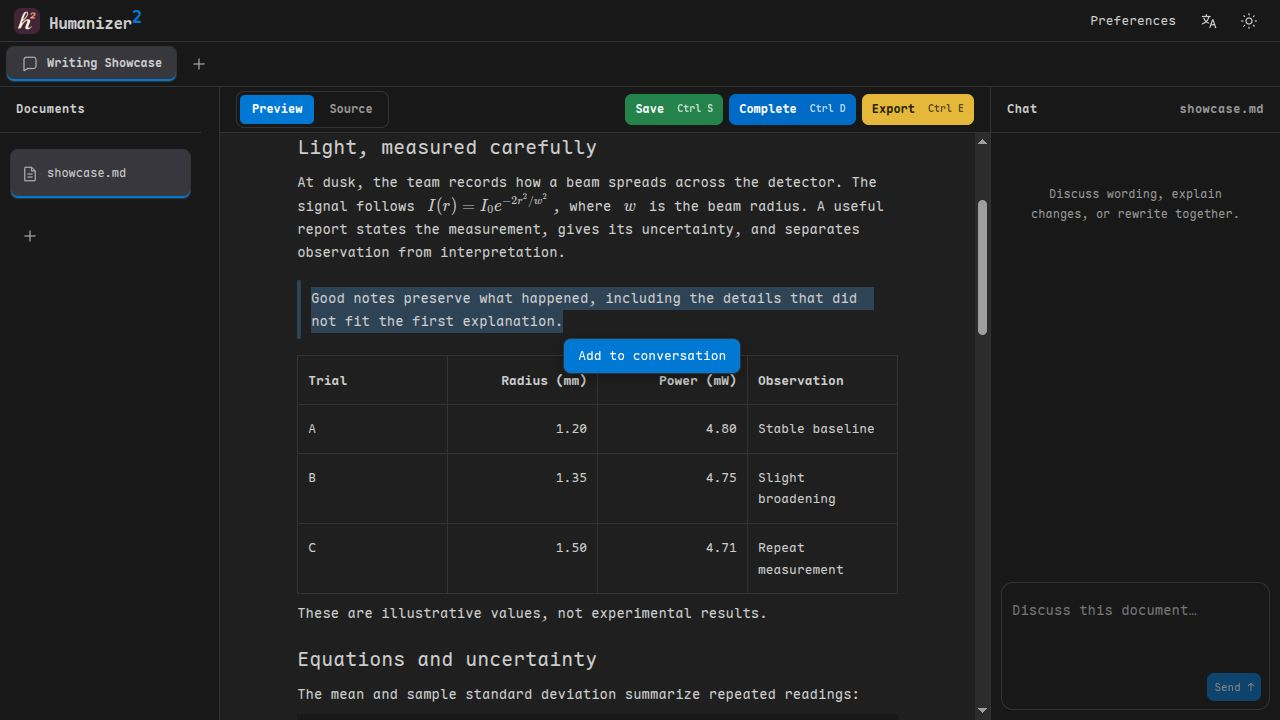 Humanizer2
Preferences
Writing Showcase
Documents
Preview Source
Save Ctrl S
Complete Ctrl D
Export Ctrl E
Chat showcase.md
showcase.md
Light, measured carefully
At dusk, the team records how a beam spreads across the detector. The
signal follows I(r) = I₀e^{−2r²/w²}, where w is the beam radius. A useful
report states the measurement, gives its uncertainty, and separates
observation from interpretation.
Good notes preserve what happened, including the details that did
not fit the first explanation.
Add to conversation
Trial Radius (mm) Power (mW) Observation
A 1.20 4.80 Stable baseline
B 1.35 4.75 Slight
broadening
C 1.50 4.71 Repeat
measurement
These are illustrative values, not experimental results.
Equations and uncertainty
The mean and sample standard deviation summarize repeated readings:
Discuss wording, explain
changes, or rewrite together.
Discuss this document…
Send ↑